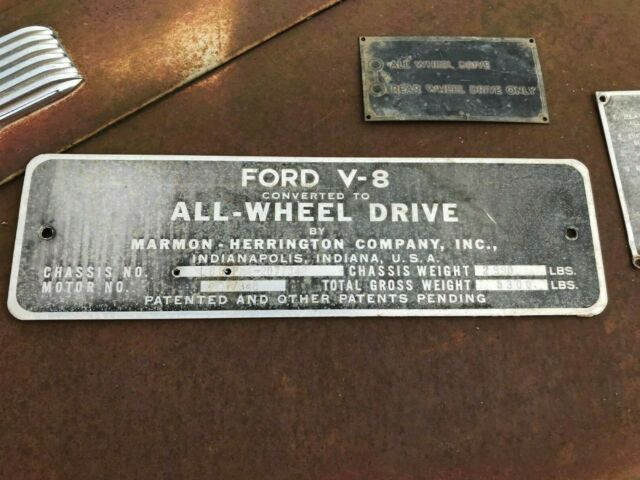 ALL WHEEL DRIVE
REAR WHEEL DRIVE ONLY
FORD V-8
CONVERTED TO
ALL-WHEEL DRIVE
BY
MARMON-HERRINGTON COMPANY, INC.,
INDIANAPOLIS, INDIANA, U.S.A.
CHASSIS NO. CHASSIS WEIGHT LBS.
MOTOR NO. TOTAL GROSS WEIGHT 5300. LBS.
PATENTED AND OTHER PATENTS PENDING